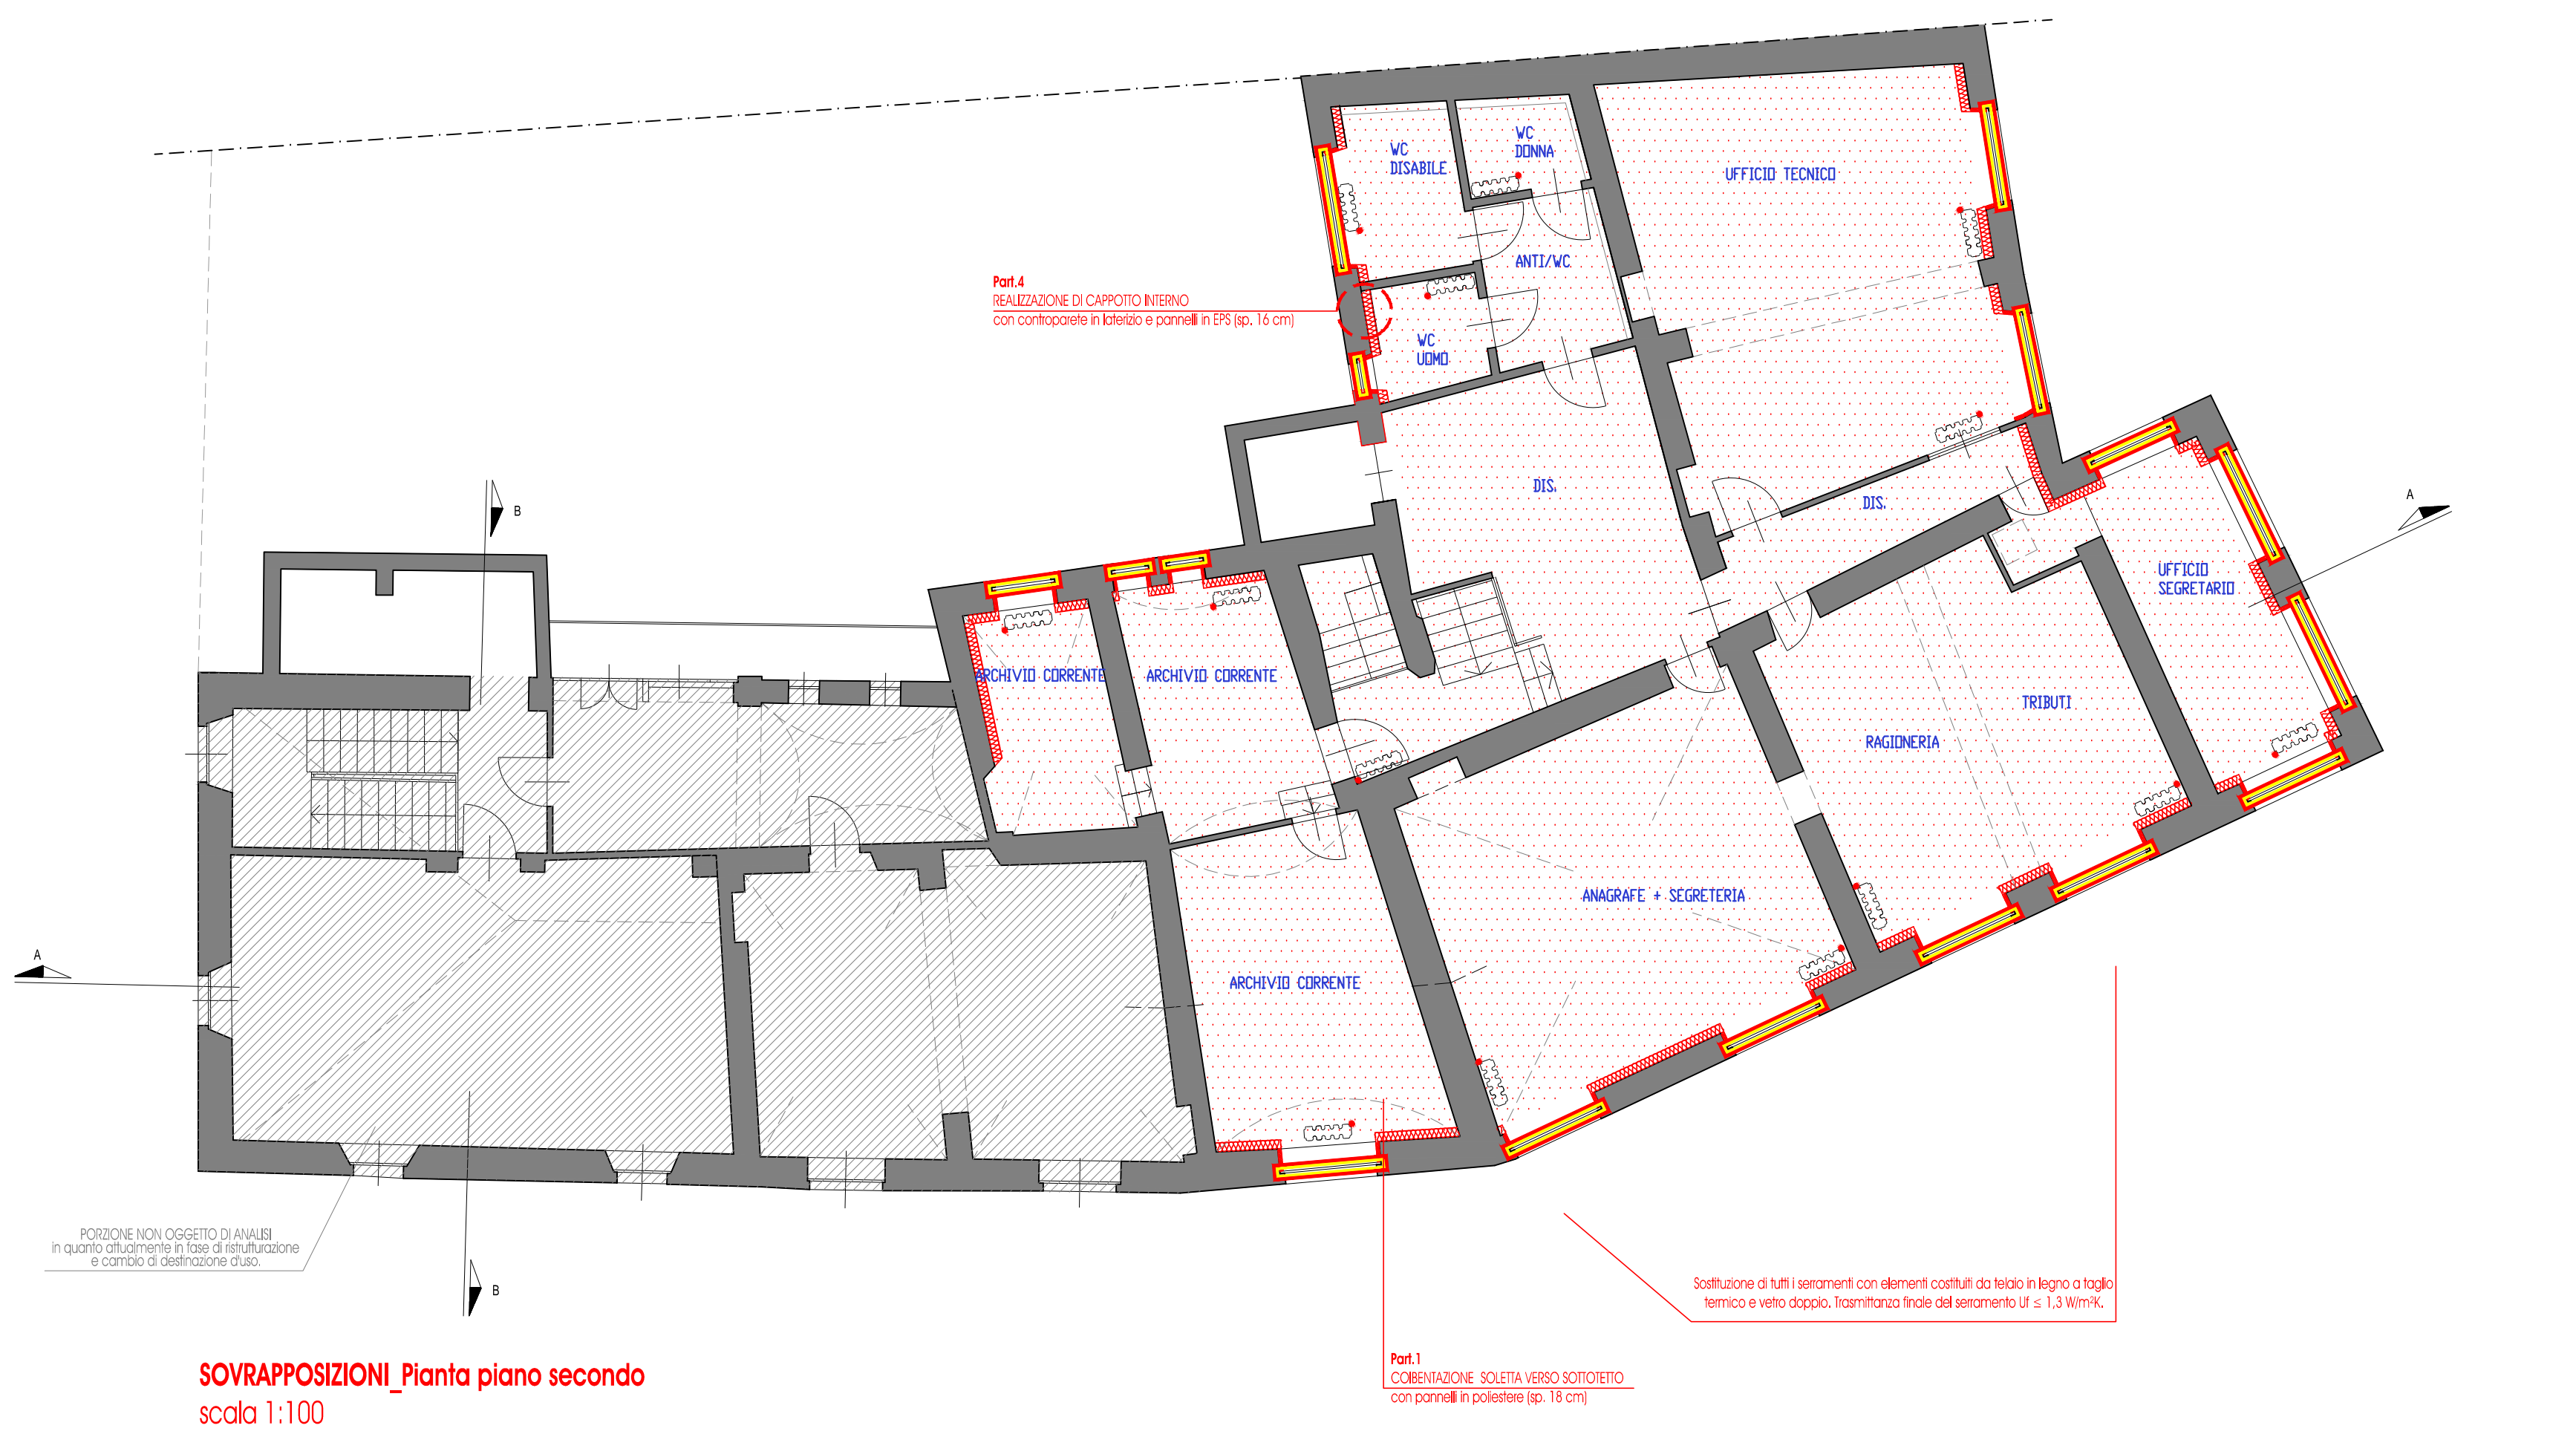 WC
DISABILE
WC
DONNA
UFFICIO TECNICO
ANTI/WC
Part.4
REALIZZAZIONE DI CAPPOTTO INTERNO
con controparete in laterizio e pannelli in EPS (sp. 16 cm)
WC
UOMO
DIS.
DIS.
A
B
UFFICIO
SEGRETARIO
ARCHIVIO CORRENTE
ARCHIVIO CORRENTE
TRIBUTI
RAGIONERIA
ANAGRAFE + SEGRETERIA
A
ARCHIVIO CORRENTE
PORZIONE NON OGGETTO DI ANALISI
in quanto attualmente in fase di ristrutturazione
e cambio di destinazione d'uso.
B
Sostituzione di tutti i serramenti con elementi costituiti da telaio in legno a taglio
termico e vetro doppio. Trasmittanza finale del serramento Uf ≤ 1,3 W/m²K.
Part.1
COIBENTAZIONE SOLETTA VERSO SOTTOTETTO
con pannelli in poliestere (sp. 18 cm)
SOVRAPPOSIZIONI_Pianta piano secondo
scala 1:100